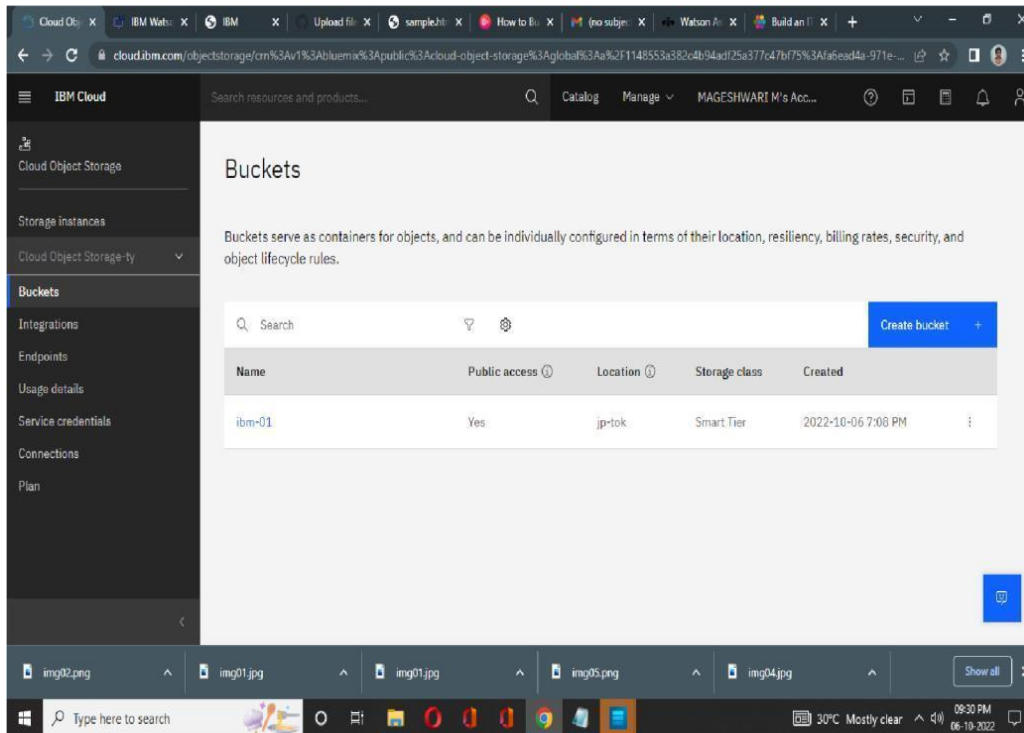 Cloud Obj
IBM Watso
IBM
Upload file
sample.ht
How to Bu
(no subjec
Watson As
Build an I
cloud.ibm.com/objectstorage/crn%3Av1%3Abluemix%3Apublic%3Acloud-object-storage%3Aglobal%3Aa%2F1148553a382c4b94adf25a377c47bf75%3Afa6ead4a-971e-...
IBM Cloud
Search resources and products...
Catalog
Manage
MAGESHWARI M's Acc...
Cloud Object Storage
Storage instances
Cloud Object Storage-ty
Buckets
Integrations
Endpoints
Usage details
Service credentials
Connections
Plan
Buckets
Buckets serve as containers for objects, and can be individually configured in terms of their location, resiliency, billing rates, security, and
object lifecycle rules.
Search
Create bucket +
Name Public access Location Storage class Created
ibm-01 Yes jp-tok Smart Tier 2022-10-06 7:08 PM
img02.png img01.jpg img01.jpg img05.png img04.jpg Show all
Type here to search
30°C Mostly clear
09:30 PM
06-10-2022